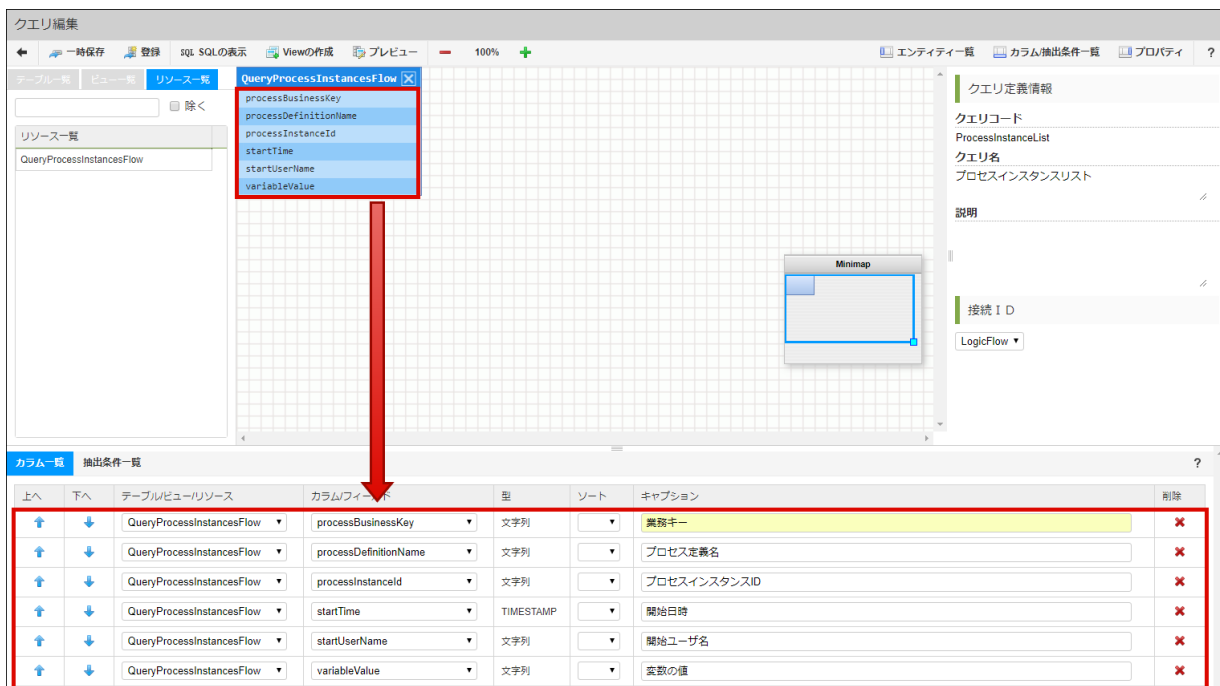 クエリ編集
一時保存 登録 SQL SQLの表示 Viewの作成 プレビュー 100% エンティティ一覧 カラム/抽出条件一覧 プロパティ ?
テーブル一覧 ビュー一覧 リソース一覧
除く
リソース一覧
QueryProcessInstancesFlow
QueryProcessInstancesFlow
processBusinessKey
processDefinitionName
processInstanceId
startTime
startUserName
variableValue
Minimap
クエリ定義情報
クエリコード
ProcessInstanceList
クエリ名
プロセスインスタンスリスト
説明
接続ＩＤ
LogicFlow
カラム一覧 抽出条件一覧 ?
上へ 下へ テーブル/ビュー/リソース カラム/フィールド 型 ソート キャプション 削除
QueryProcessInstancesFlow processBusinessKey 文字列 業務キー
QueryProcessInstancesFlow processDefinitionName 文字列 プロセス定義名
QueryProcessInstancesFlow processInstanceId 文字列 プロセスインスタンスID
QueryProcessInstancesFlow startTime TIMESTAMP 開始日時
QueryProcessInstancesFlow startUserName 文字列 開始ユーザ名
QueryProcessInstancesFlow variableValue 文字列 変数の値